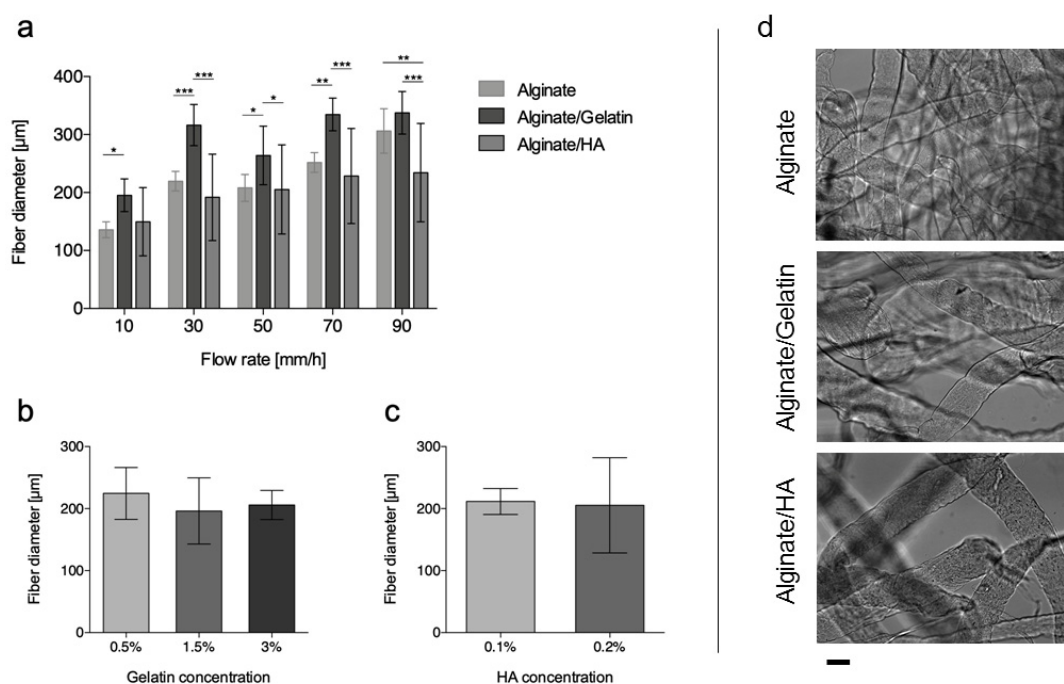 a
*** *** ** ***
** *** * * ***
*
400
300
200
100
0
Fiber diameter [µm]
10 30 50 70 90
Flow rate [mm/h]
Alginate
Alginate/Gelatin
Alginate/HA
b
300
200
100
0
Fiber diameter [µm]
0.5% 1.5% 3%
Gelatin concentration
c
300
200
100
0
Fiber diameter [µm]
0.1% 0.2%
HA concentration
d
Alginate
Alginate/Gelatin
Alginate/HA